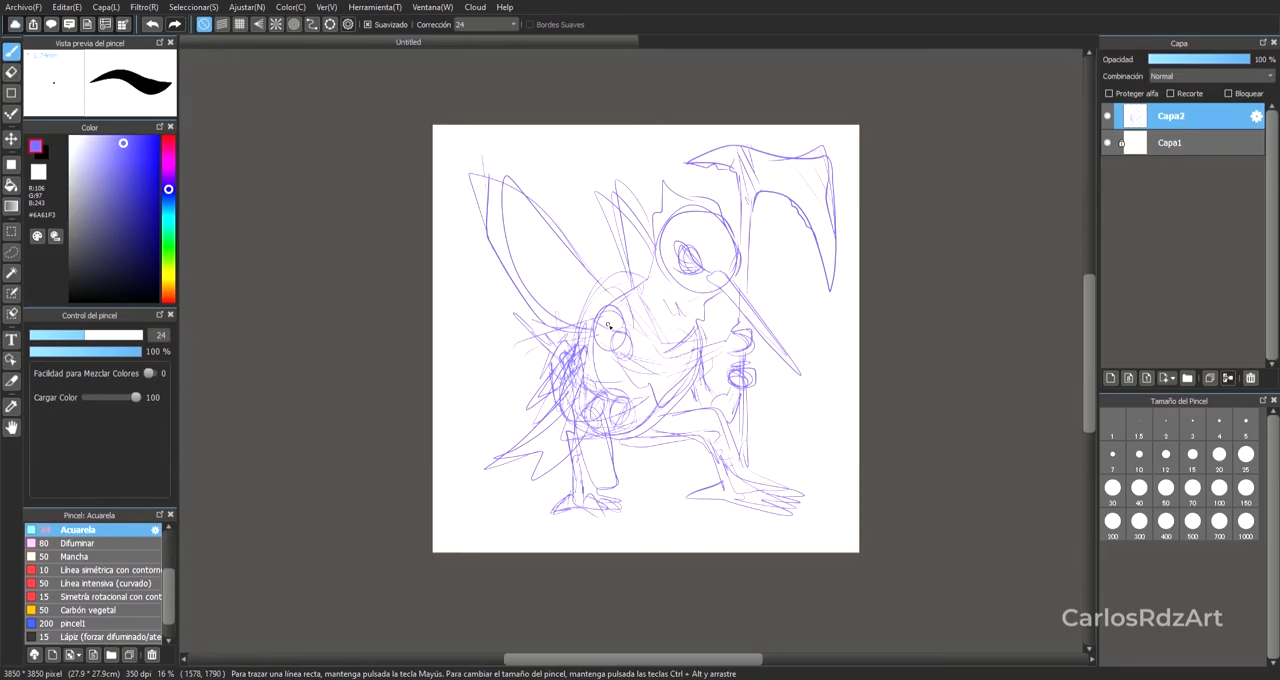 Archivo(F) Editar(E) Capa(L) Filtro(R) Seleccionar(S) Ajustar(N) Color(C) Ver(V) Herramienta(T) Ventana(W) Cloud Help
Suavizado Corrección 24 Bordes Suaves
Vista previa del pincel
Untitled
Capa
Opacidad 100 %
Combinación Normal
Proteger alfa Recorte Bloquear
Capa2
Capa1
Color
R:106
G:97
B:243
#6A61F3
Control del pincel
24
100 %
Facilidad para Mezclar Colores 0
Cargar Color 100
Pincel: Acuarela
Acuarela
80 Difuminar
50 Mancha
10 Línea simétrica con contorn
50 Línea intensiva (curvado)
15 Simetría rotacional con cont
50 Carbón vegetal
200 pincel1
15 Lápiz (forzar difuminado/ate
Tamaño del Pincel
1 1.5 2 3 4 5
7 10 12 15 20 25
30 40 50 70 100 150
200 300 400 500 700 1000
CarlosRdzArt
3850 * 3850 pixel (27.9 * 27.9cm) 350 dpi 16 % (1578, 1790) Para trazar una línea recta, mantenga pulsada la tecla Mayús. Para cambiar el tamaño del pincel, mantenga pulsadas las teclas Ctrl + Alt y arrastre